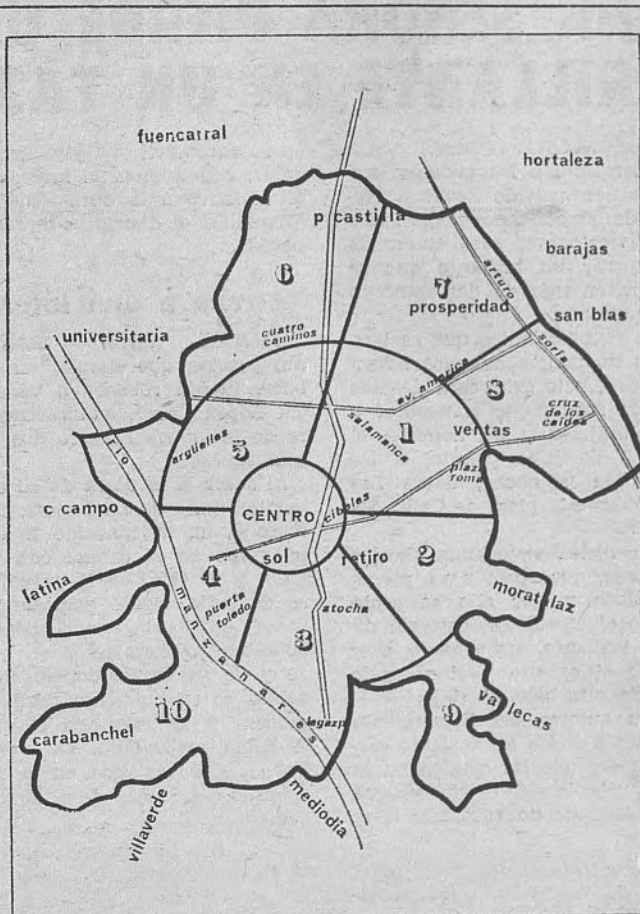 fuencarral
hortaleza
p castilla
barajas
6
7
arturo
prosperidad
san blas
universitaria
cuatro
caminos
soria
av. america
8
cruz
de los
caidos
1
salamanca
ventas
argüelles
5
plaza
roma
rio
c campo
CENTRO
cibeles
sol
retiro
2
4
latina
moratalaz
puerta
toledo
atocha
manzanares
3
vallecas
10
9
carabanchel
legazp
mediodia
villaverde